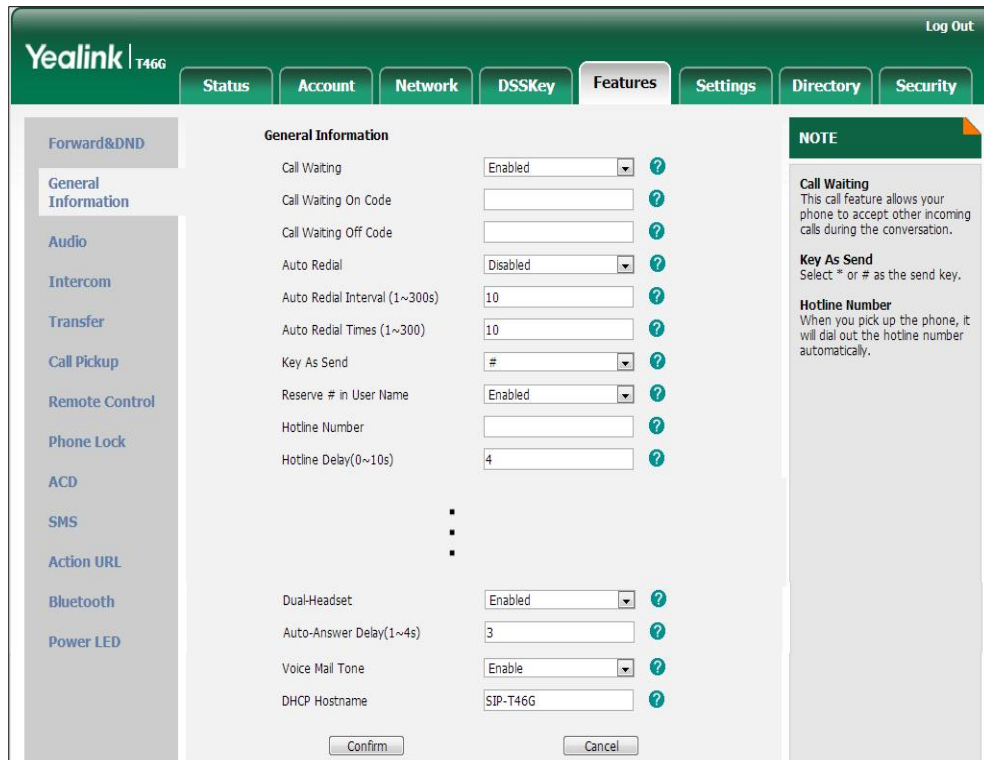 Log Out
Yealink T46G
Status
Account
Network
DSSKey
Features
Settings
Directory
Security
Forward&DND
General
Information
Audio
Intercom
Transfer
Call Pickup
Remote Control
Phone Lock
ACD
SMS
Action URL
Bluetooth
Power LED
General Information
Call Waiting Enabled ?
Call Waiting On Code ?
Call Waiting Off Code ?
Auto Redial Disabled ?
Auto Redial Interval (1~300s) 10 ?
Auto Redial Times (1~300) 10 ?
Key As Send # ?
Reserve # in User Name Enabled ?
Hotline Number ?
Hotline Delay(0~10s) 4 ?
Dual-Headset Enabled ?
Auto-Answer Delay(1~4s) 3 ?
Voice Mail Tone Enable ?
DHCP Hostname SIP-T46G ?
Confirm Cancel
NOTE
Call Waiting
This call feature allows your
phone to accept other incoming
calls during the conversation.
Key As Send
Select * or # as the send key.
Hotline Number
When you pick up the phone, it
will dial out the hotline number
automatically.